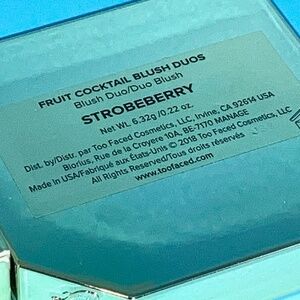 FRUIT COCKTAIL BLUSH DUOS
Blush Duo/Duo Blush
STROBEBERRY
Net WT. 6.32g/0.22 oz.
Dist. by/Distr. par Too Faced Cosmetics, LLC, Irvine, CA 92614 USA
Biorius, Rue de la Croyere 10A, BE-7170 MANAGE
Made in USA/Fabriqué aux États-Unis © 2018 Too Faced Cosmetics, LLC
All Rights Reserved/Tous droits réservés
www.toofaced.com